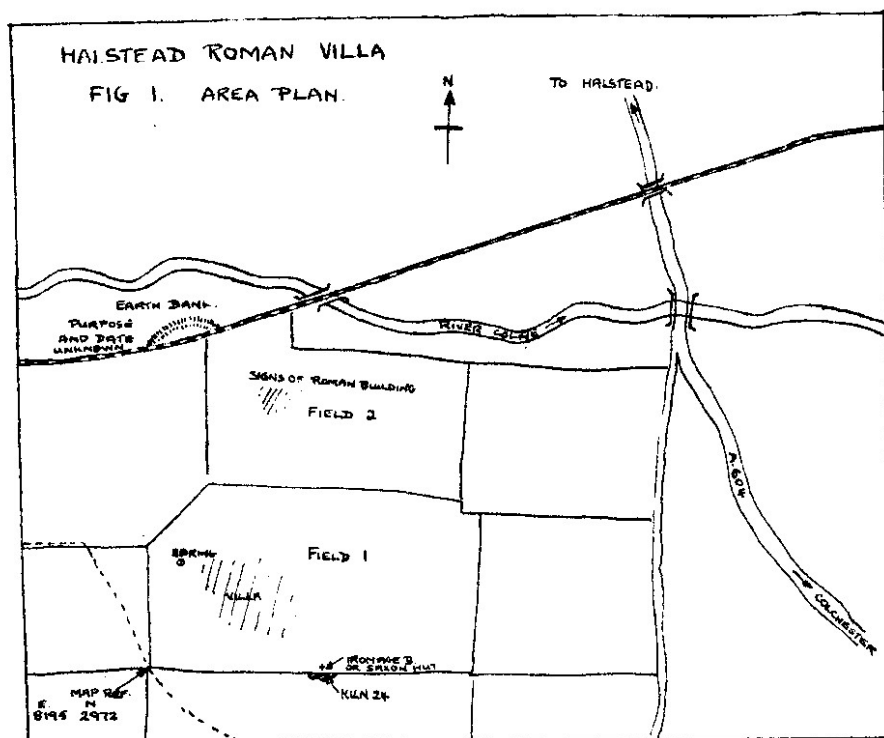 HALSTEAD ROMAN VILLA
FIG 1. AREA PLAN.
N
TO HALSTEAD.
EARTH BANK.
PURPOSE
AND DATE
UNKNOWN
RIVER COLNE
SIGNS OF ROMAN BUILDING
FIELD 2
A.604
SPRING
FIELD 1
VILLA
COLCHESTER
IRON AGE B.
OR SAXON HUT
KILN 24
MAP REF.
E. N
8195 2972